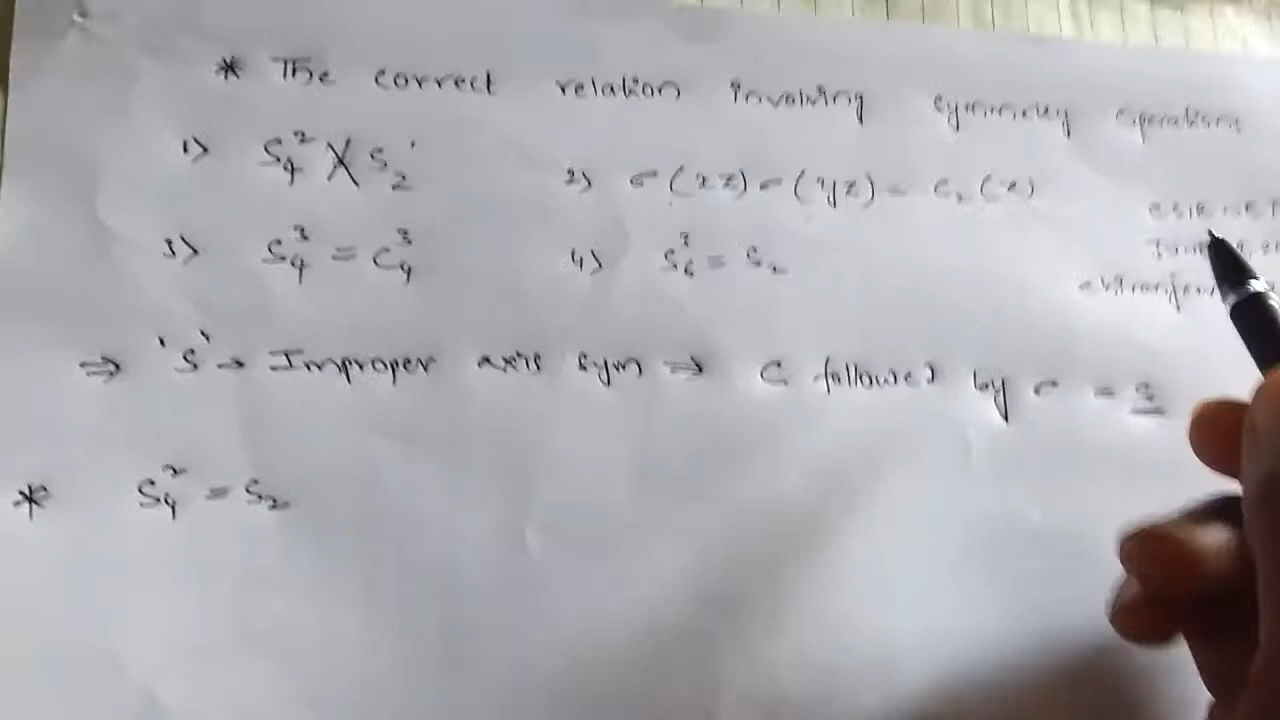 * The correct relation involving symmetry operations
1) S₄² X S₂'
2) σ(xz) σ(yz) = C₂(x)
3) S₄³ = C₄³
4) S₆³ = S₂
⇒ 'S' → Improper axis sym ⇒ C followed by σ = S
* S₄² = S₂